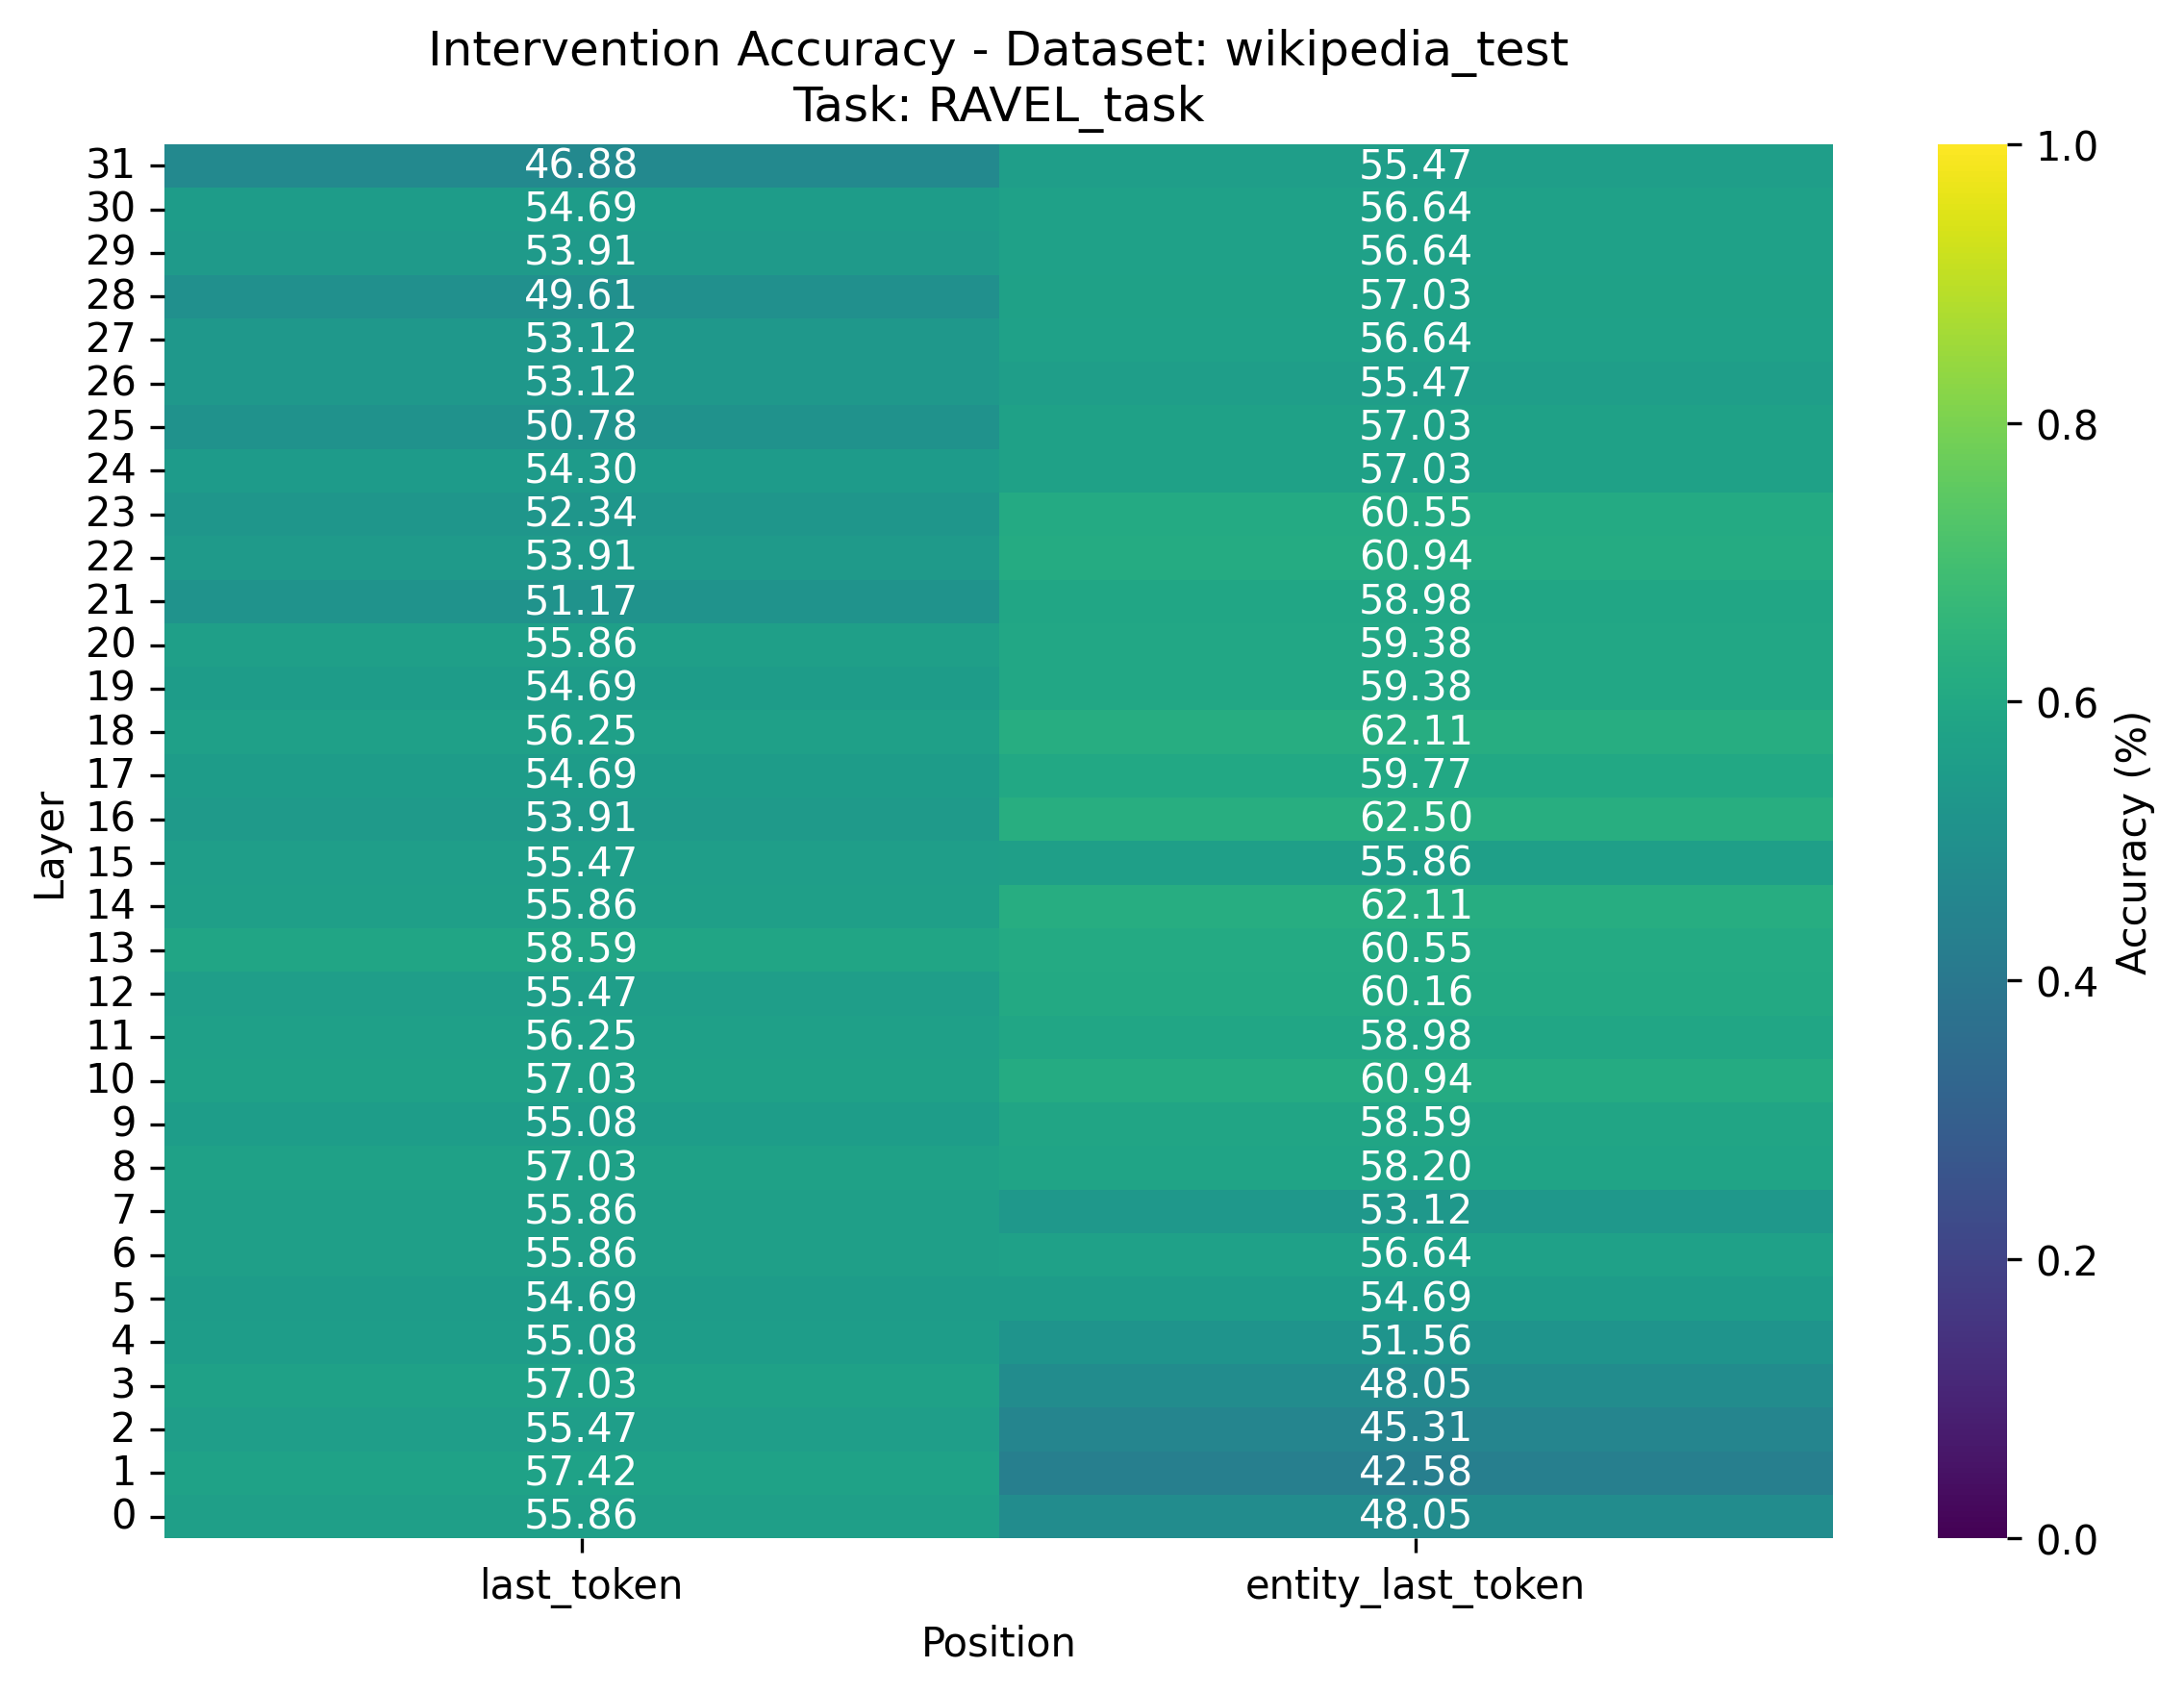 Intervention Accuracy - Dataset: wikipedia_test
Task: RAVEL_task
31 46.88 55.47
30 54.69 56.64
29 53.91 56.64
28 49.61 57.03
27 53.12 56.64
26 53.12 55.47
25 50.78 57.03
24 54.30 57.03
23 52.34 60.55
22 53.91 60.94
21 51.17 58.98
20 55.86 59.38
19 54.69 59.38
18 56.25 62.11
17 54.69 59.77
16 53.91 62.50
15 55.47 55.86
14 55.86 62.11
13 58.59 60.55
12 55.47 60.16
11 56.25 58.98
10 57.03 60.94
9 55.08 58.59
8 57.03 58.20
7 55.86 53.12
6 55.86 56.64
5 54.69 54.69
4 55.08 51.56
3 57.03 48.05
2 55.47 45.31
1 57.42 42.58
0 55.86 48.05
last_token entity_last_token
Position
Layer
1.0
0.8
0.6
0.4
0.2
0.0
Accuracy (%)